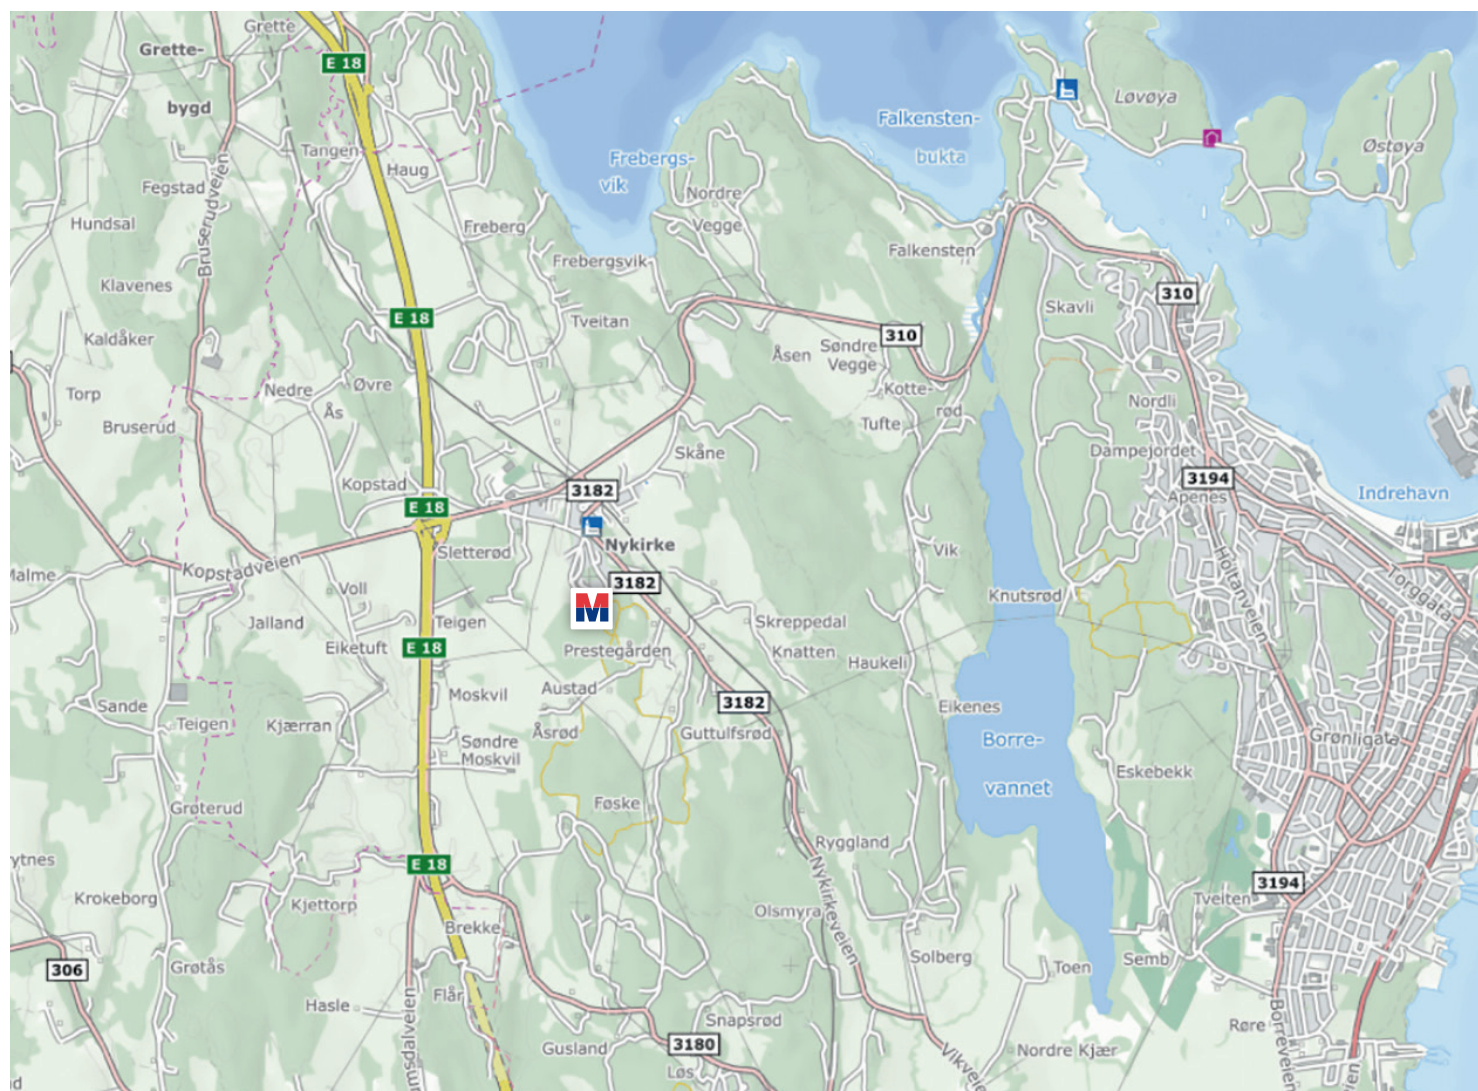 Grette
Grette-
E 18
bygd
Løvøya
Falkensten-
bukta
Østøya
Tangen
Haug
Frebergs-
vik
Fegstad
Nordre
Vegge
Hundsal
Bruserudveien
Freberg
Falkensten
Frebergsvik
Klavenes
310
Skavli
E 18
Tveitan
Kaldåker
310
Åsen
Søndre
Vegge
Torp
Nedre
Øvre
Ås
Kotte-
rød
Nordli
Bruserud
Tufte
Skåne
Dampejordet
Kopstad
3182
3194
Apenes
Indrehavn
E 18
Nykirke
Sletterød
Vik
Kopstadveien
3182
Voll
Knutsrød
Holtanveien
Torggata
M
Jalland
Teigen
Skreppedal
Eiketuft
E 18
Prestegården
Knatten
Haukeli
Moskvil
Austad
3182
Sande
Teigen
Kjærran
Åsrød
Guttulfsrød
Eikenes
Borre-
vannet
Grønligata
Søndre
Moskvil
Eskebekk
Grøterud
Føske
Ryggland
E 18
Nykirkeveien
3194
Krokeborg
Kjettorp
Olsmyra
Tveiten
Brekke
306
Grøtås
Solberg
Toen
Semb
Flår
Hasle
Snapsrød
Røre
Borreveien
Gusland
3180
Løs
Nordre Kjær